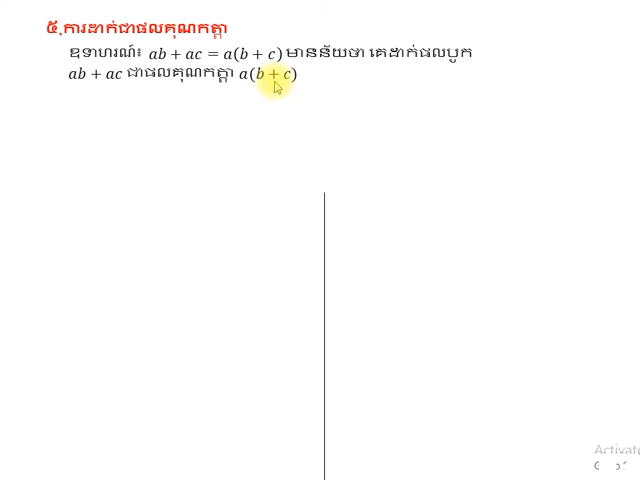 ៥.ការដាក់ជាផលគុណកត្តា
ឧទាហរណ៍៖ ab + ac = a(b + c) មានន័យថា គេដាក់ផលបូក
ab + ac ជាផលគុណកត្តា a(b + c)
Activate